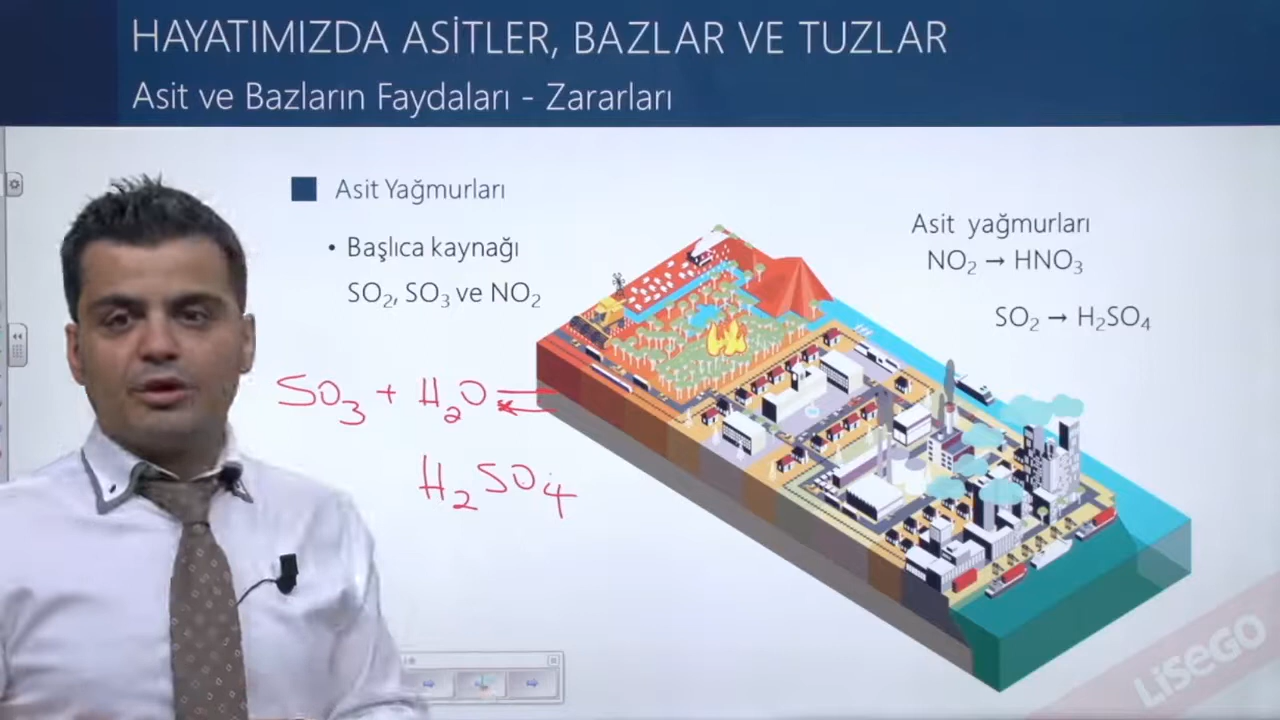 HAYATIMIZDA ASİTLER, BAZLAR VE TUZLAR
Asit ve Bazların Faydaları - Zararları
Asit Yağmurları
• Başlıca kaynağı
SO₂, SO₃ ve NO₂
SO₃ + H₂O ⇌
H₂SO₄
Asit yağmurları
NO₂ → HNO₃
SO₂ → H₂SO₄
LiseGO